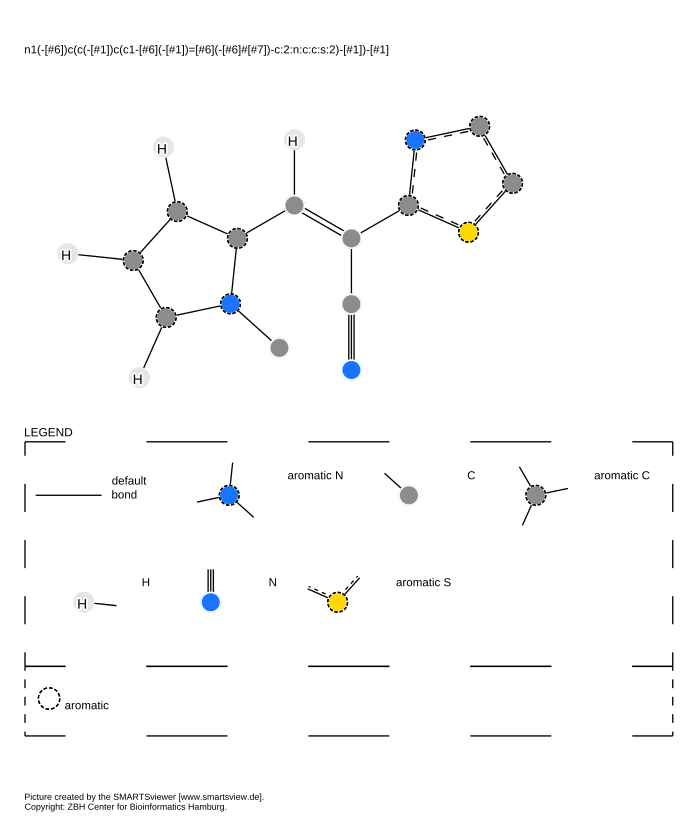 n1(-[#6])c(c(-[#1])c(c1-[#6](-[#1])=[#6](-[#6]#[#7])-c:2:n:c:c:s:2)-[#1])-[#1]
H
H
H
H
LEGEND
default
bond
aromatic N
C
aromatic C
H
H
N
aromatic S
aromatic
Picture created by the SMARTSviewer [www.smartsview.de].
Copyright: ZBH Center for Bioinformatics Hamburg.